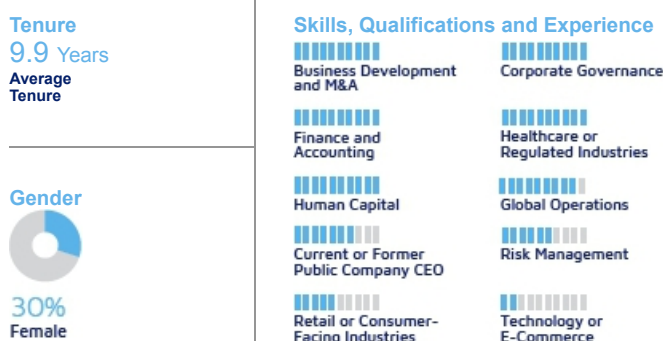 Tenure
9.9 Years
Average
Tenure
Gender
30%
Female
Skills, Qualifications and Experience
Business Development
and M&A
Corporate Governance
Finance and
Accounting
Healthcare or
Regulated Industries
Human Capital
Global Operations
Current or Former
Public Company CEO
Risk Management
Retail or Consumer-
Facing Industries
Technology or
E-Commerce